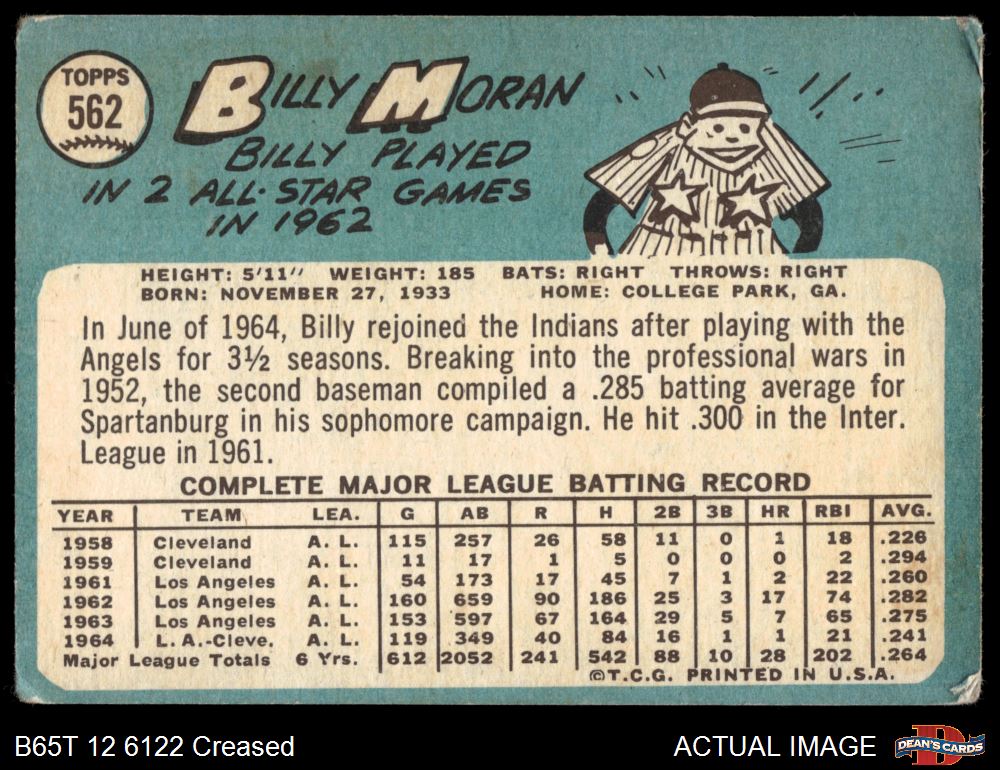 TOPPS
562
BILLY MORAN
BILLY PLAYED
IN 2 ALL-STAR GAMES
IN 1962
HEIGHT: 5'11" WEIGHT: 185 BATS: RIGHT THROWS: RIGHT
BORN: NOVEMBER 27, 1933 HOME: COLLEGE PARK, GA.
In June of 1964, Billy rejoined the Indians after playing with the
Angels for 3½ seasons. Breaking into the professional wars in
1952, the second baseman compiled a .285 batting average for
Spartanburg in his sophomore campaign. He hit .300 in the Inter.
League in 1961.
COMPLETE MAJOR LEAGUE BATTING RECORD
YEAR TEAM LEA. G AB R H 2B 3B HR RBI AVG.
1958 Cleveland A. L. 115 257 26 58 11 0 1 18 .226
1959 Cleveland A. L. 11 17 1 5 0 0 0 2 .294
1961 Los Angeles A. L. 54 173 17 45 7 1 2 22 .260
1962 Los Angeles A. L. 160 659 90 186 25 3 17 74 .282
1963 Los Angeles A. L. 153 597 67 164 29 5 7 65 .275
1964 L. A.-Cleve. A. L. 119 349 40 84 16 1 1 21 .241
Major League Totals 6 Yrs. 612 2052 241 542 88 10 28 202 .264
©T.C.G. PRINTED IN U.S.A.
B65T 12 6122 Creased ACTUAL IMAGE
D
DEAN'S CARDS